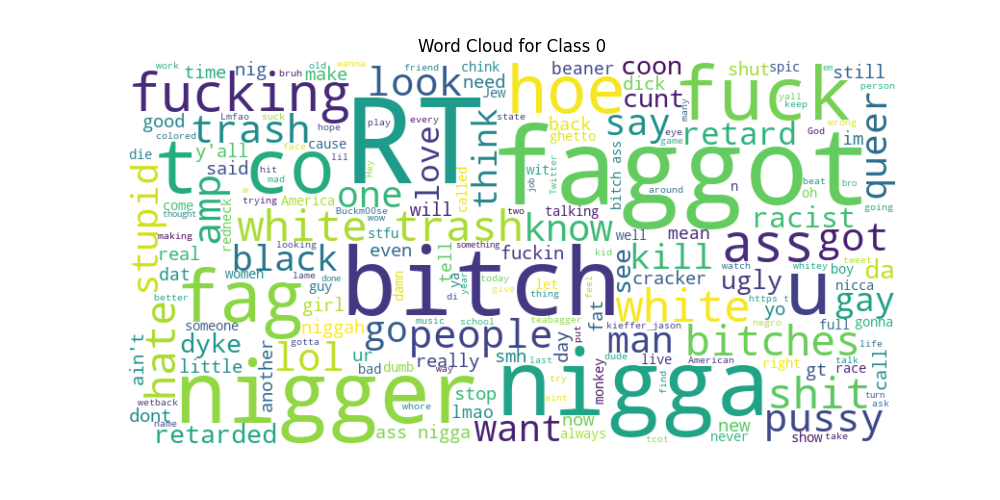 Word Cloud for Class 0
work old wanna friend chink beaner coon shut spic em
time nig bruh make look need Jew hoe dick fuck still person
fucking RT cunt many yall keep
good Lmfao suck hope play every state back say eye retard wrong
colored trash cause love think ghetto game God im queer
die y'all face lil Hey faggot
t co said hit mad called wit Twitter bitch ass around n beat bro
stupid amp trying w one job oh going
come America Buckm00se will two talking racist
thought redneck white trash wow know well mean
making stfu looking something kid ass got
real black even tell fuckin see kill watch tweet
dat women lame done bitch today ugly whitey boy da
better guy damn ya year let thing feel cracker nicca
hate fag girl di give white https t u gay
someone niggah music school teabagger fat kieffer_jason yo negro full gonna
dyke lol gotta go people put man bitches life
ain't little another ur really smh day dude live American right gt race talk call
bad dumb way last monkey
wetback nigger stop try nigga find shit turn
dont whore lmao aint now new ask
name want pussy
retarded ass nigga always tcot never show take